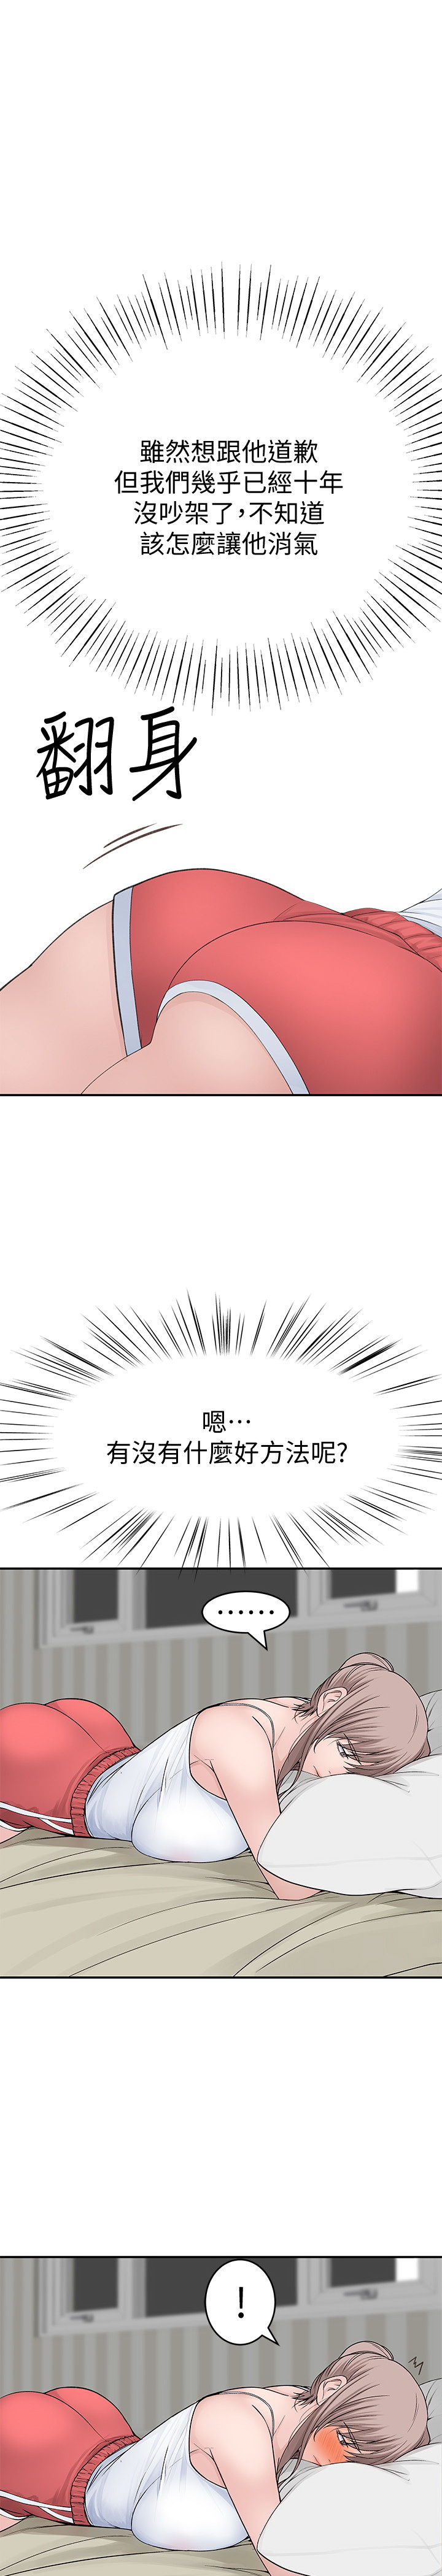 雖然想跟他道歉
但我們幾乎已經十年
沒吵架了,不知道
該怎麼讓他消氣
翻身
嗯…
有沒有什麼好方法呢?
……
!